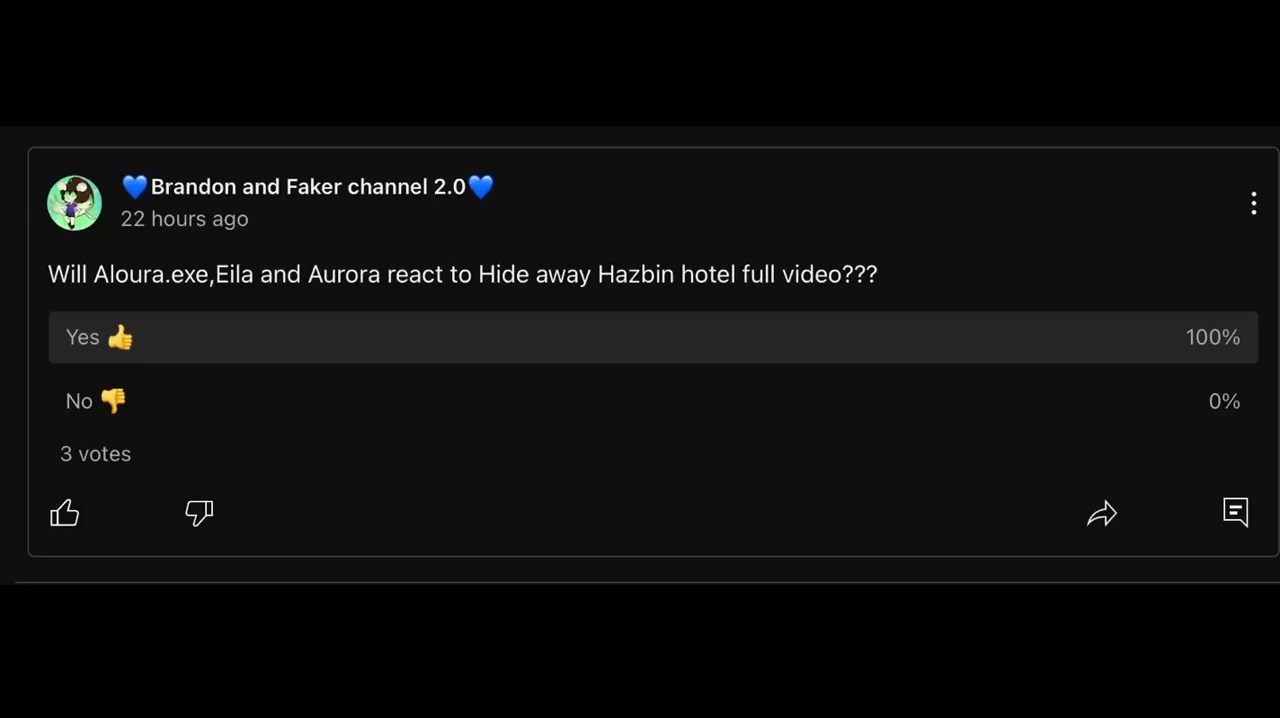 💙Brandon and Faker channel 2.0💙
22 hours ago
Will Aloura.exe,Eila and Aurora react to Hide away Hazbin hotel full video???
Yes 👍 100%
No 👎 0%
3 votes